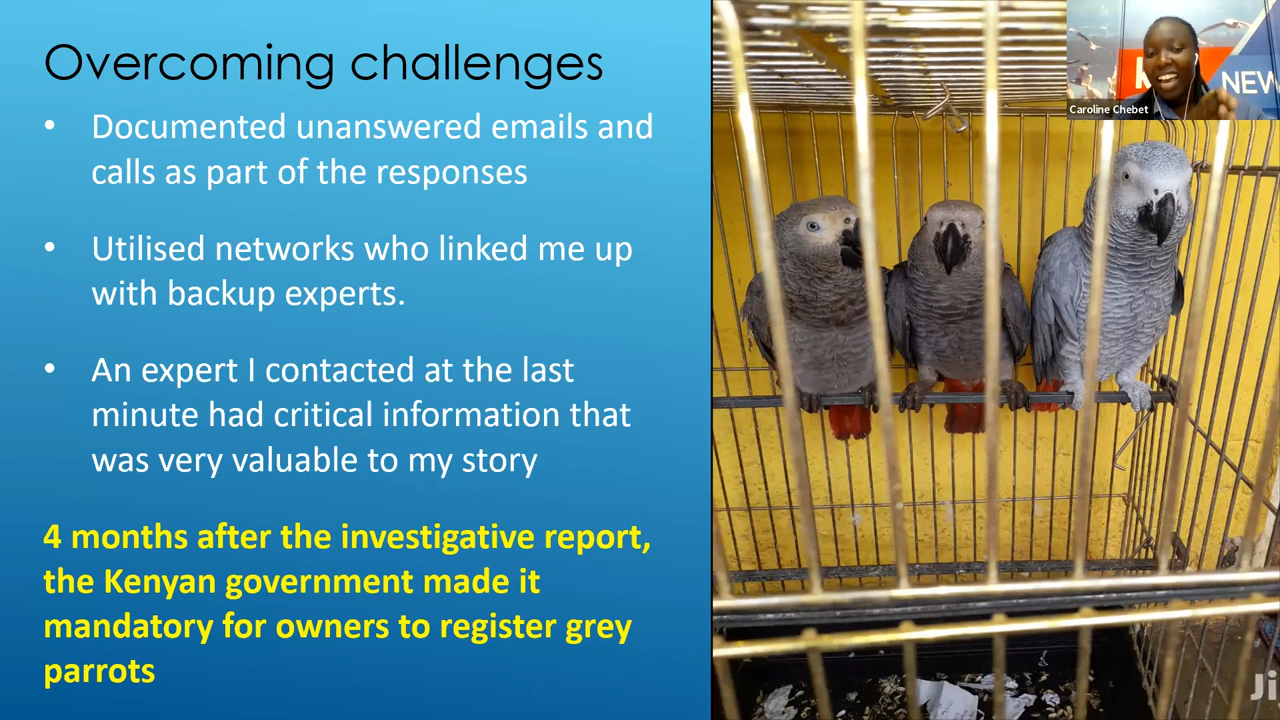 Overcoming challenges
• Documented unanswered emails and
calls as part of the responses
• Utilised networks who linked me up
with backup experts.
• An expert I contacted at the last
minute had critical information that
was very valuable to my story
4 months after the investigative report,
the Kenyan government made it
mandatory for owners to register grey
parrots
Caroline Chebet
NEW
Ji